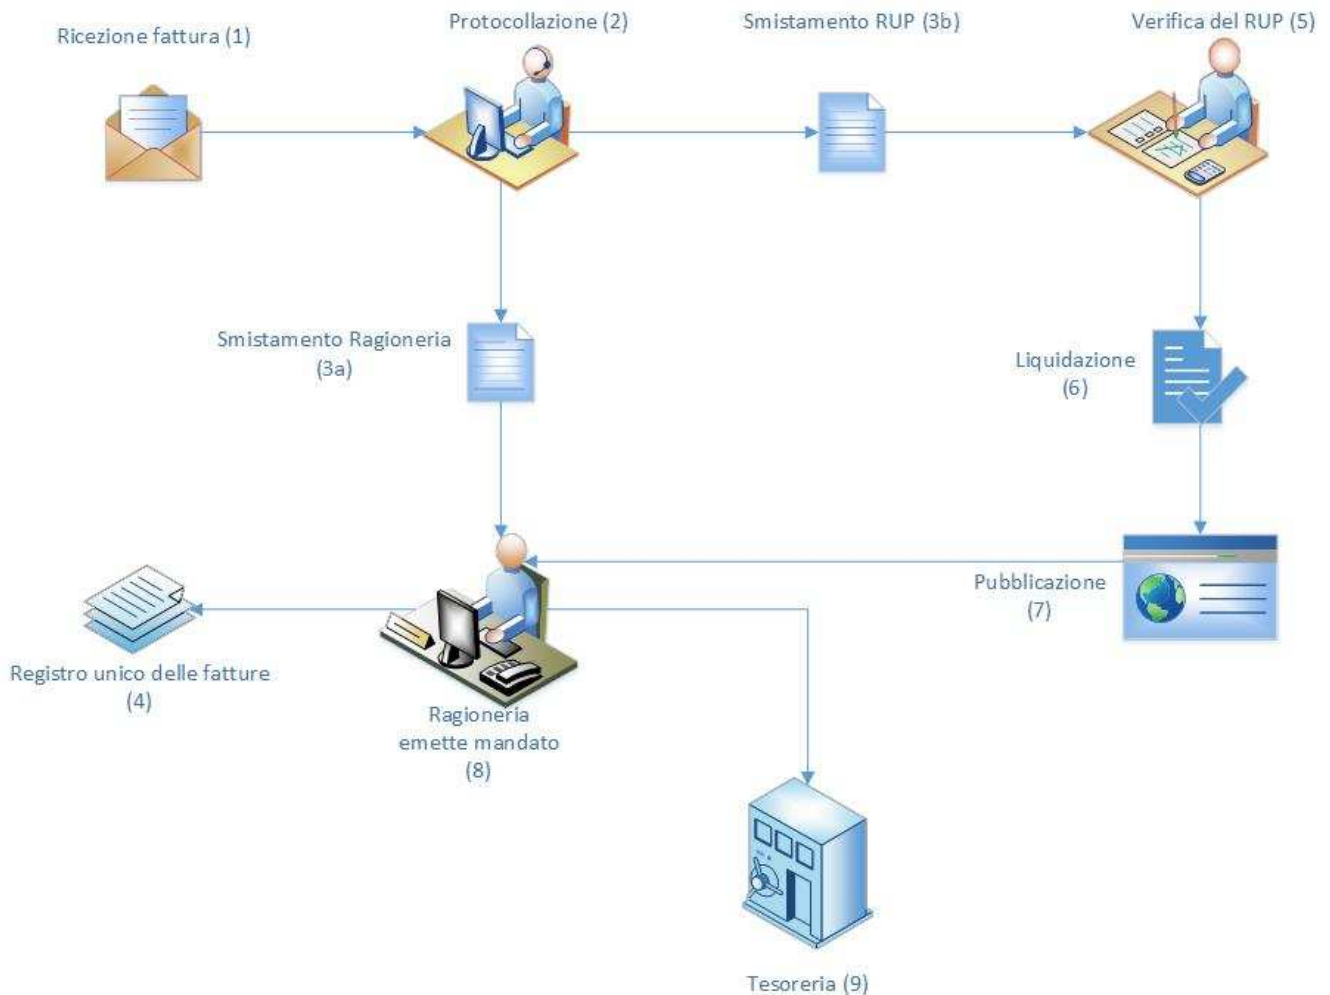 Ricezione fattura (1)
Protocollazione (2)
Smistamento RUP (3b)
Verifica del RUP (5)
Smistamento Ragioneria
(3a)
Liquidazione
(6)
Pubblicazione
(7)
Registro unico delle fatture
(4)
Ragioneria
emette mandato
(8)
Tesoreria (9)